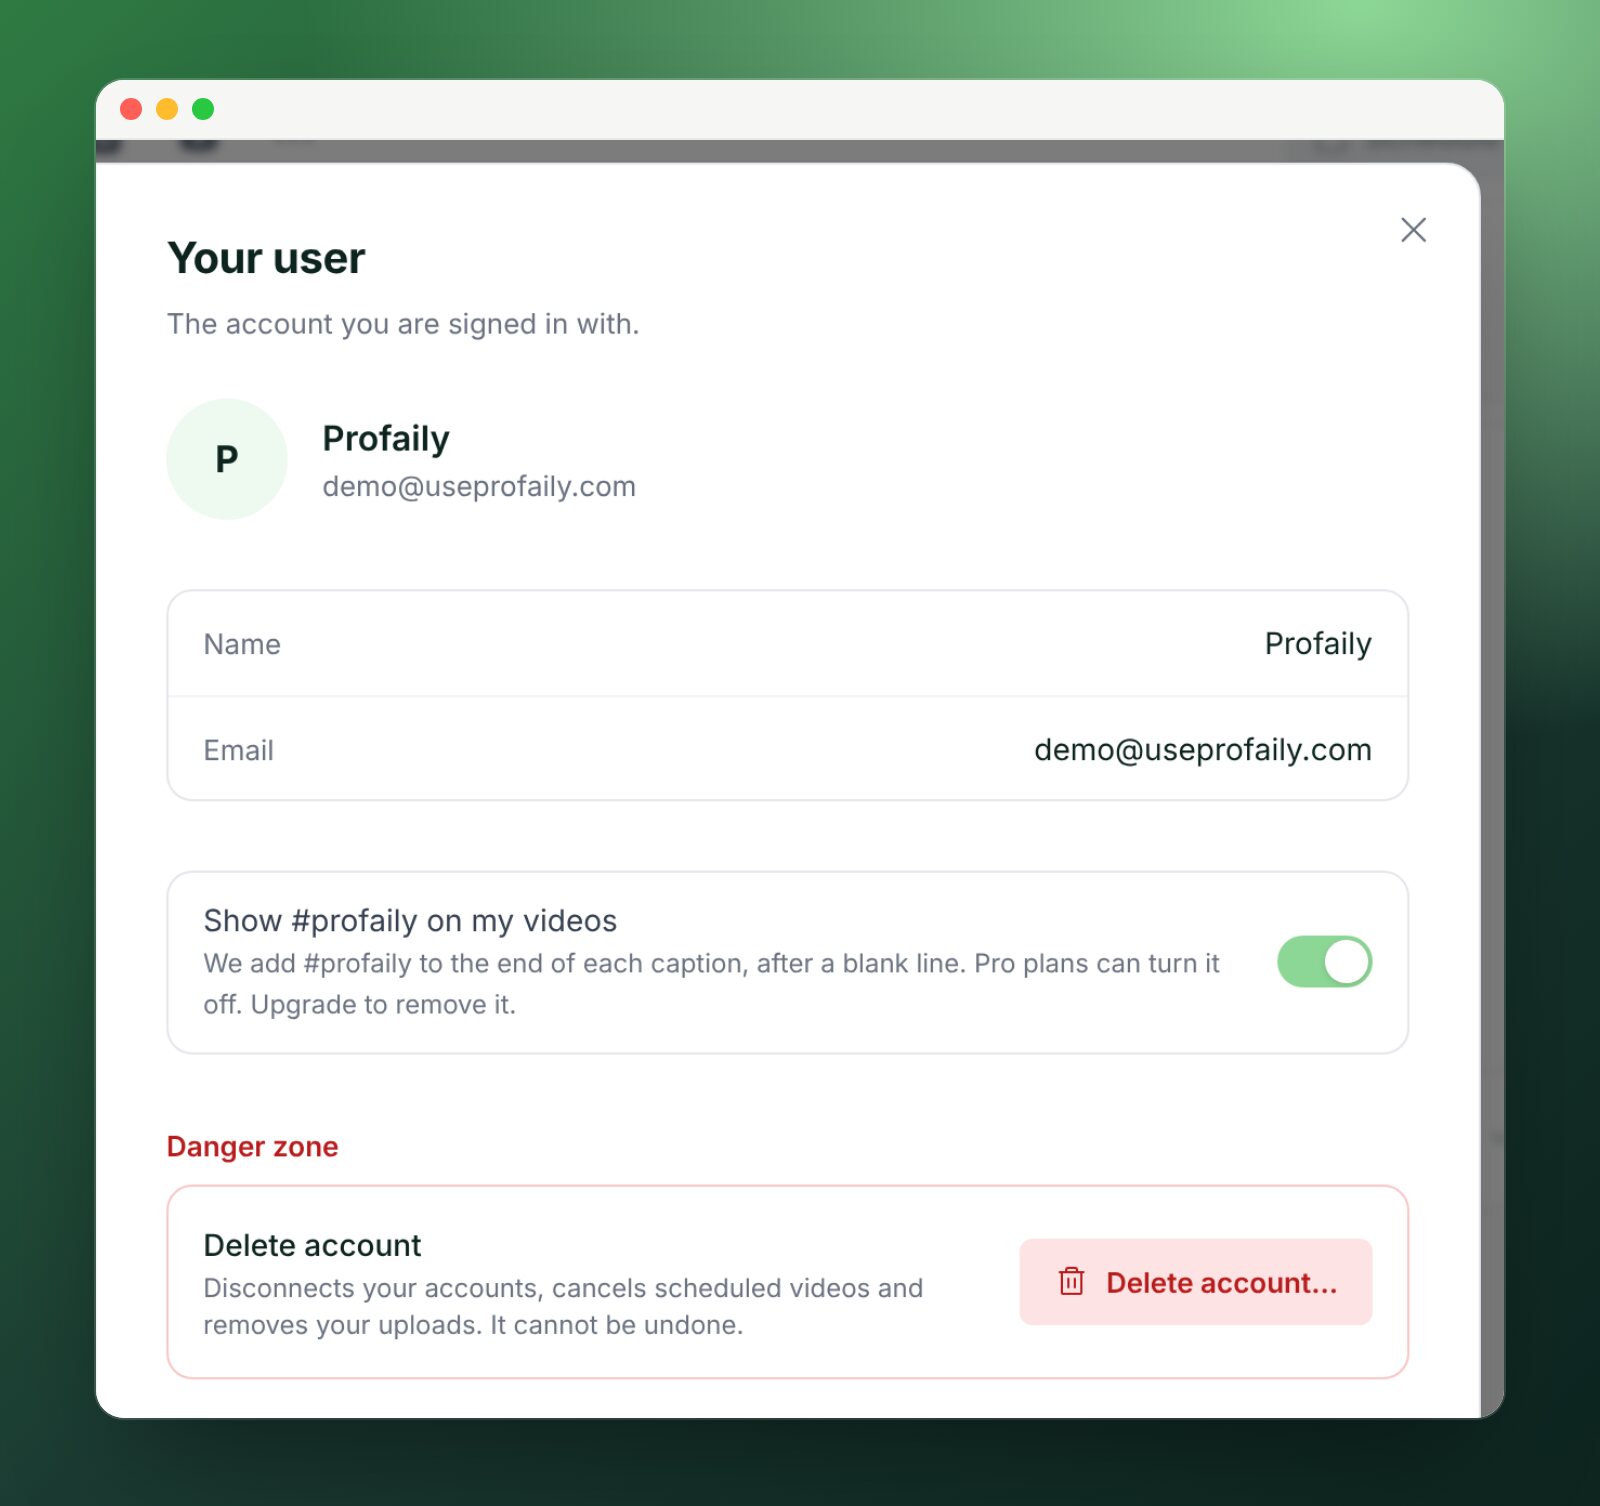 Your user
The account you are signed in with.
P
Profaily
demo@useprofaily.com
Name
Profaily
Email
demo@useprofaily.com
Show #profaily on my videos
We add #profaily to the end of each caption, after a blank line. Pro plans can turn it
off. Upgrade to remove it.
Danger zone
Delete account
Disconnects your accounts, cancels scheduled videos and
removes your uploads. It cannot be undone.
Delete account...